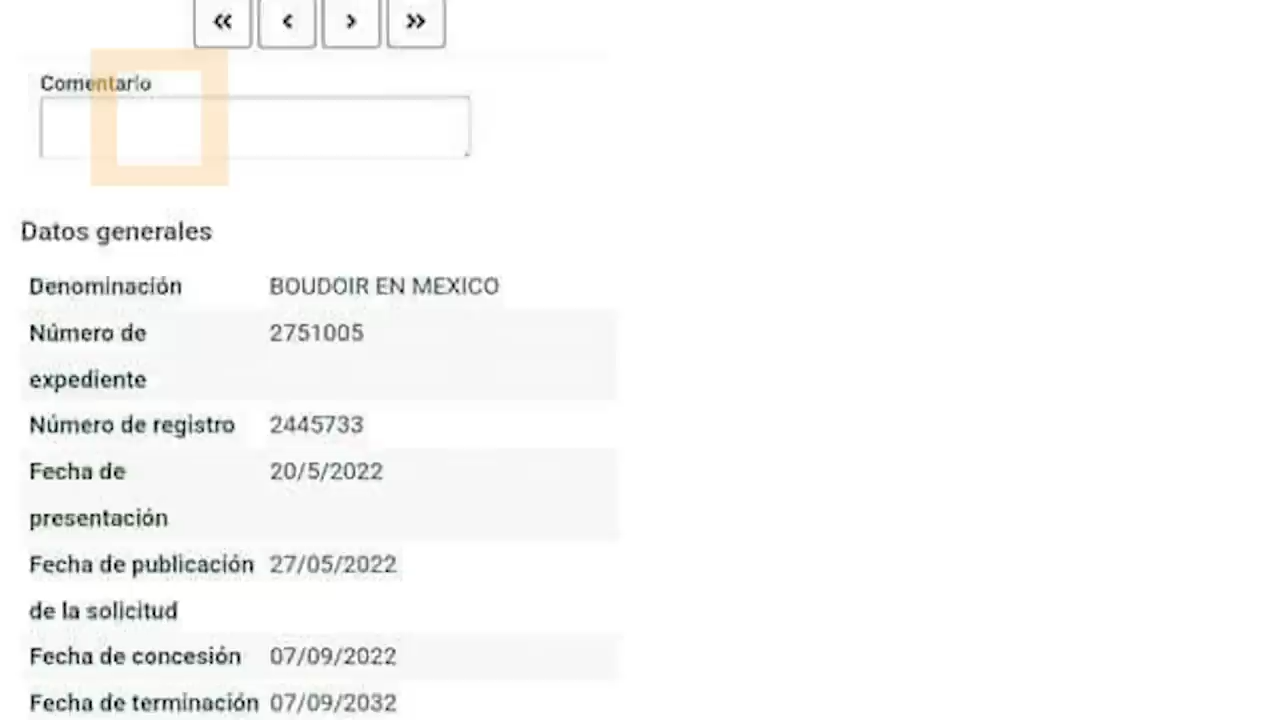 Comentario
Datos generales
Denominación BOUDOIR EN MEXICO
Número de 2751005
expediente
Número de registro 2445733
Fecha de 20/5/2022
presentación
Fecha de publicación 27/05/2022
de la solicitud
Fecha de concesión 07/09/2022
Fecha de terminación 07/09/2032